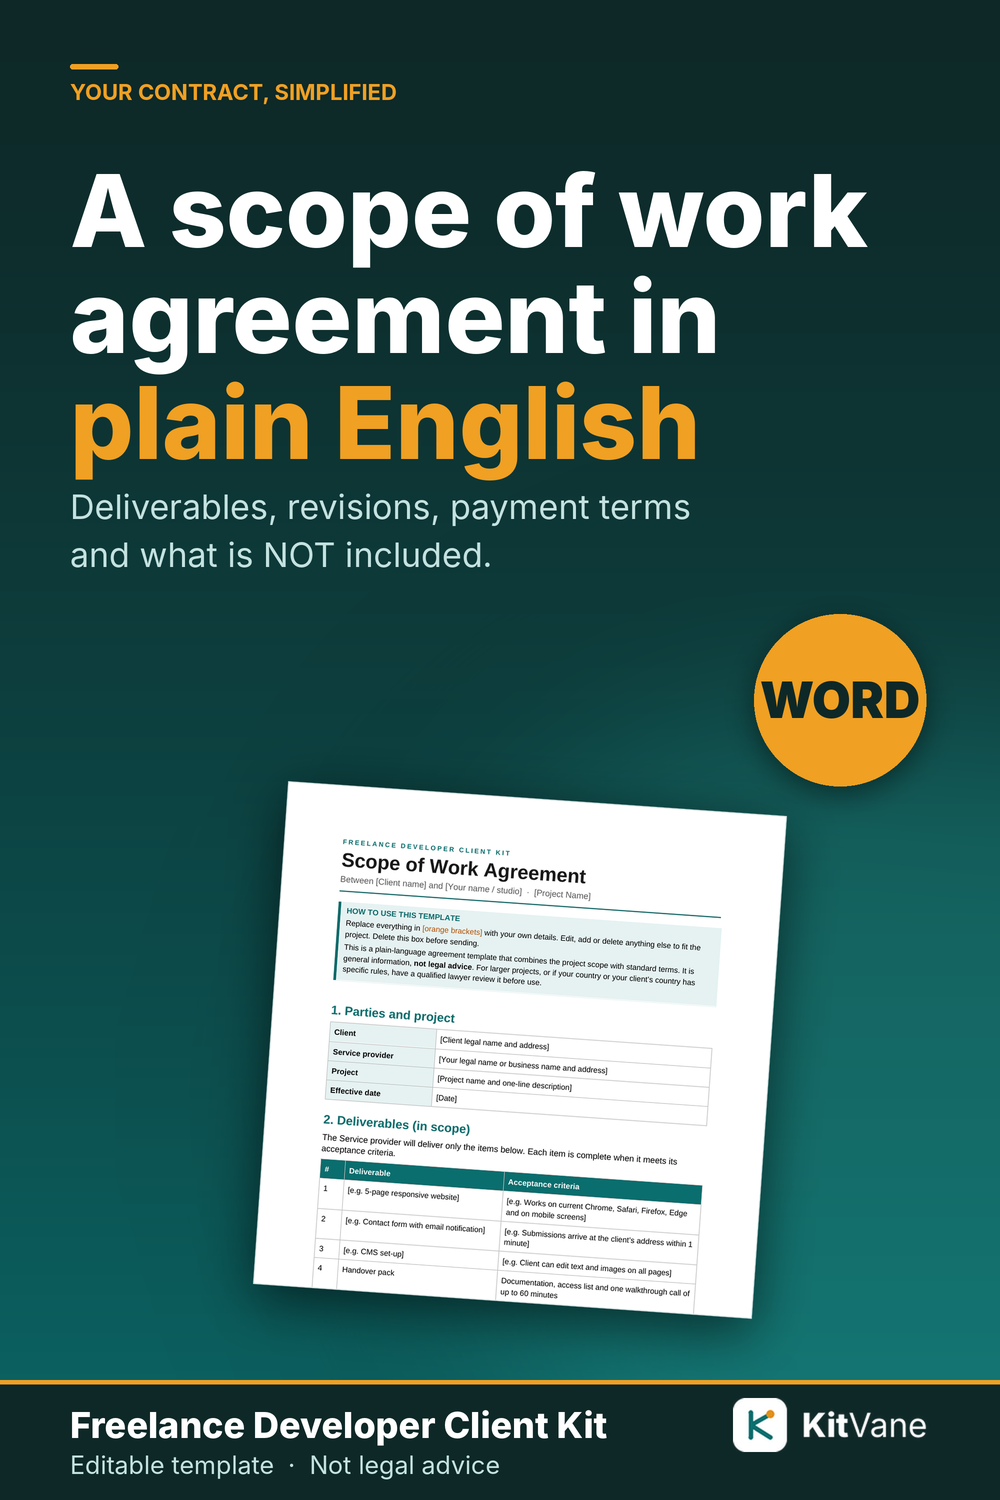 YOUR CONTRACT, SIMPLIFIED
A scope of work
agreement in
plain English
Deliverables, revisions, payment terms
and what is NOT included.
WORD
FREELANCE DEVELOPER CLIENT KIT
Scope of Work Agreement
Between [Client name] and [Your name / studio] · [Project Name]
HOW TO USE THIS TEMPLATE
Replace everything in [orange brackets] with your own details. Edit, add or delete anything else to fit the
project. Delete this box before sending.
This is a plain-language agreement template that combines the project scope with standard terms. It is
general information, not legal advice. For larger projects, or if your country or your client's country has
specific rules, have a qualified lawyer review it before use.
1. Parties and project
Client [Client legal name and address]
Service provider [Your legal name or business name and address]
Project [Project name and one-line description]
Effective date [Date]
2. Deliverables (in scope)
The Service provider will deliver only the items below. Each item is complete when it meets its
acceptance criteria.
# Deliverable Acceptance criteria
1 [e.g. 5-page responsive website] [e.g. Works on current Chrome, Safari, Firefox, Edge
and on mobile screens]
2 [e.g. Contact form with email notification] [e.g. Submissions arrive at the client's address within 1
minute]
3 [e.g. CMS set-up] [e.g. Client can edit text and images on all pages]
4 Handover pack Documentation, access list and one walkthrough call of
up to 60 minutes
Freelance Developer Client Kit
Editable template · Not legal advice
KitVane